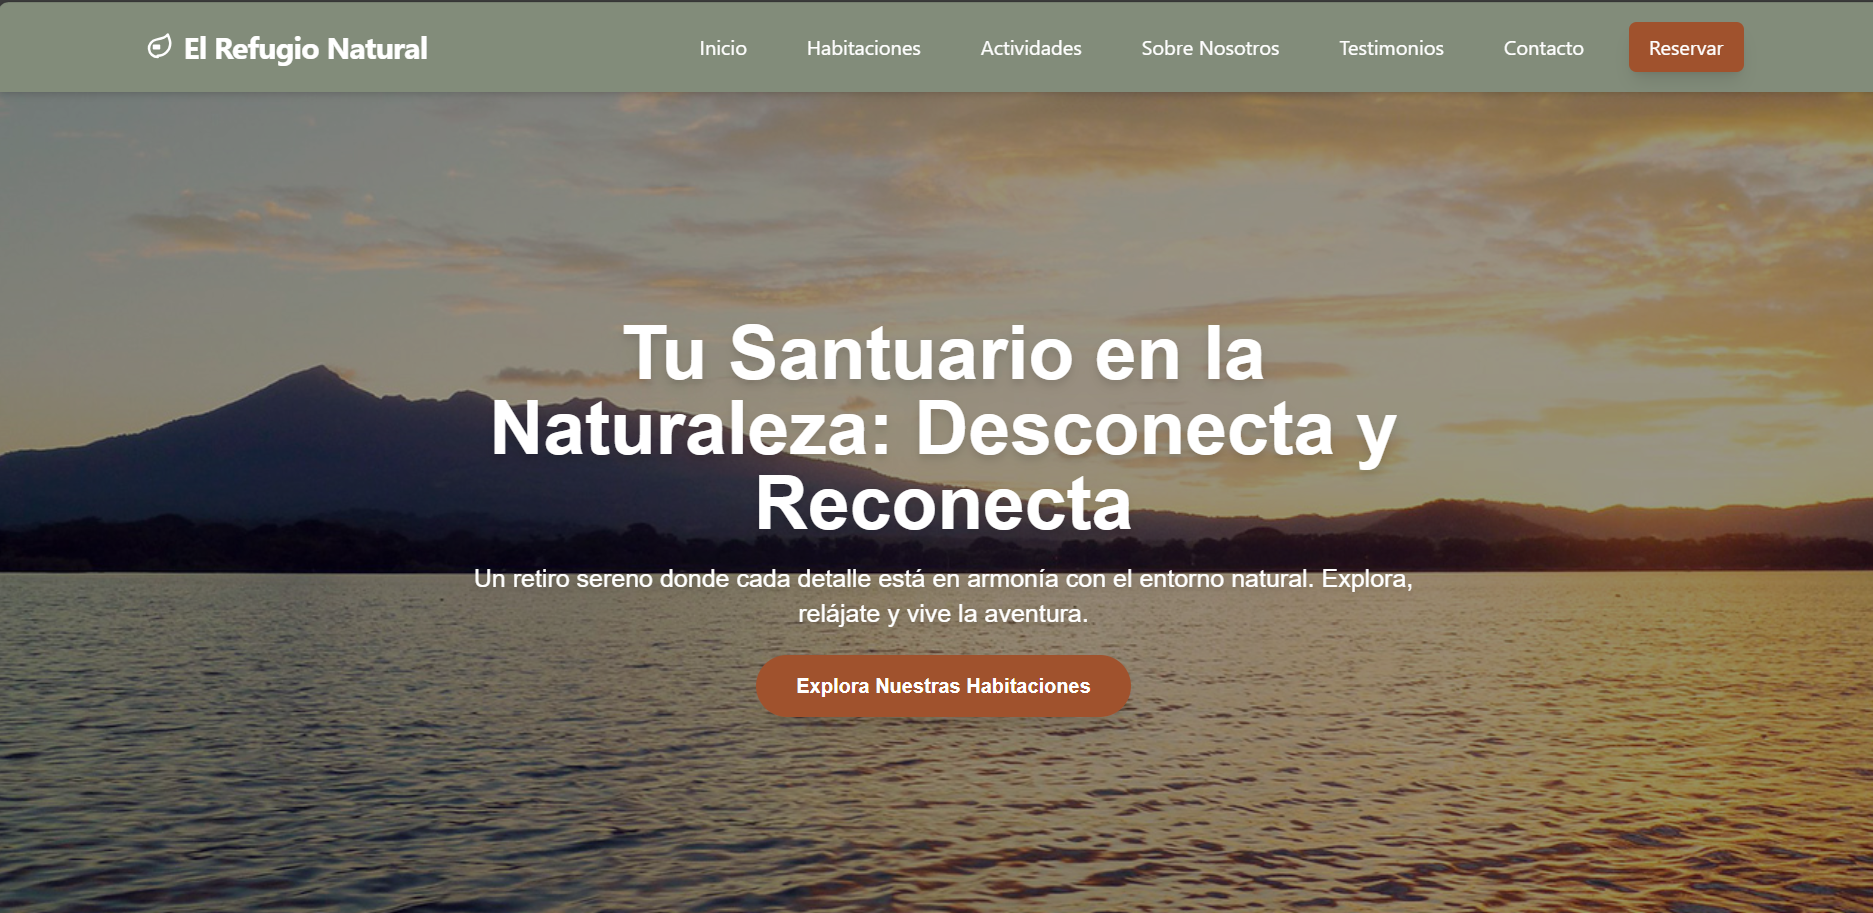 El Refugio Natural
Inicio
Habitaciones
Actividades
Sobre Nosotros
Testimonios
Contacto
Reservar
Tu Santuario en la
Naturaleza: Desconecta y
Reconecta
Un retiro sereno donde cada detalle está en armonía con el entorno natural. Explora,
relájate y vive la aventura.
Explora Nuestras Habitaciones